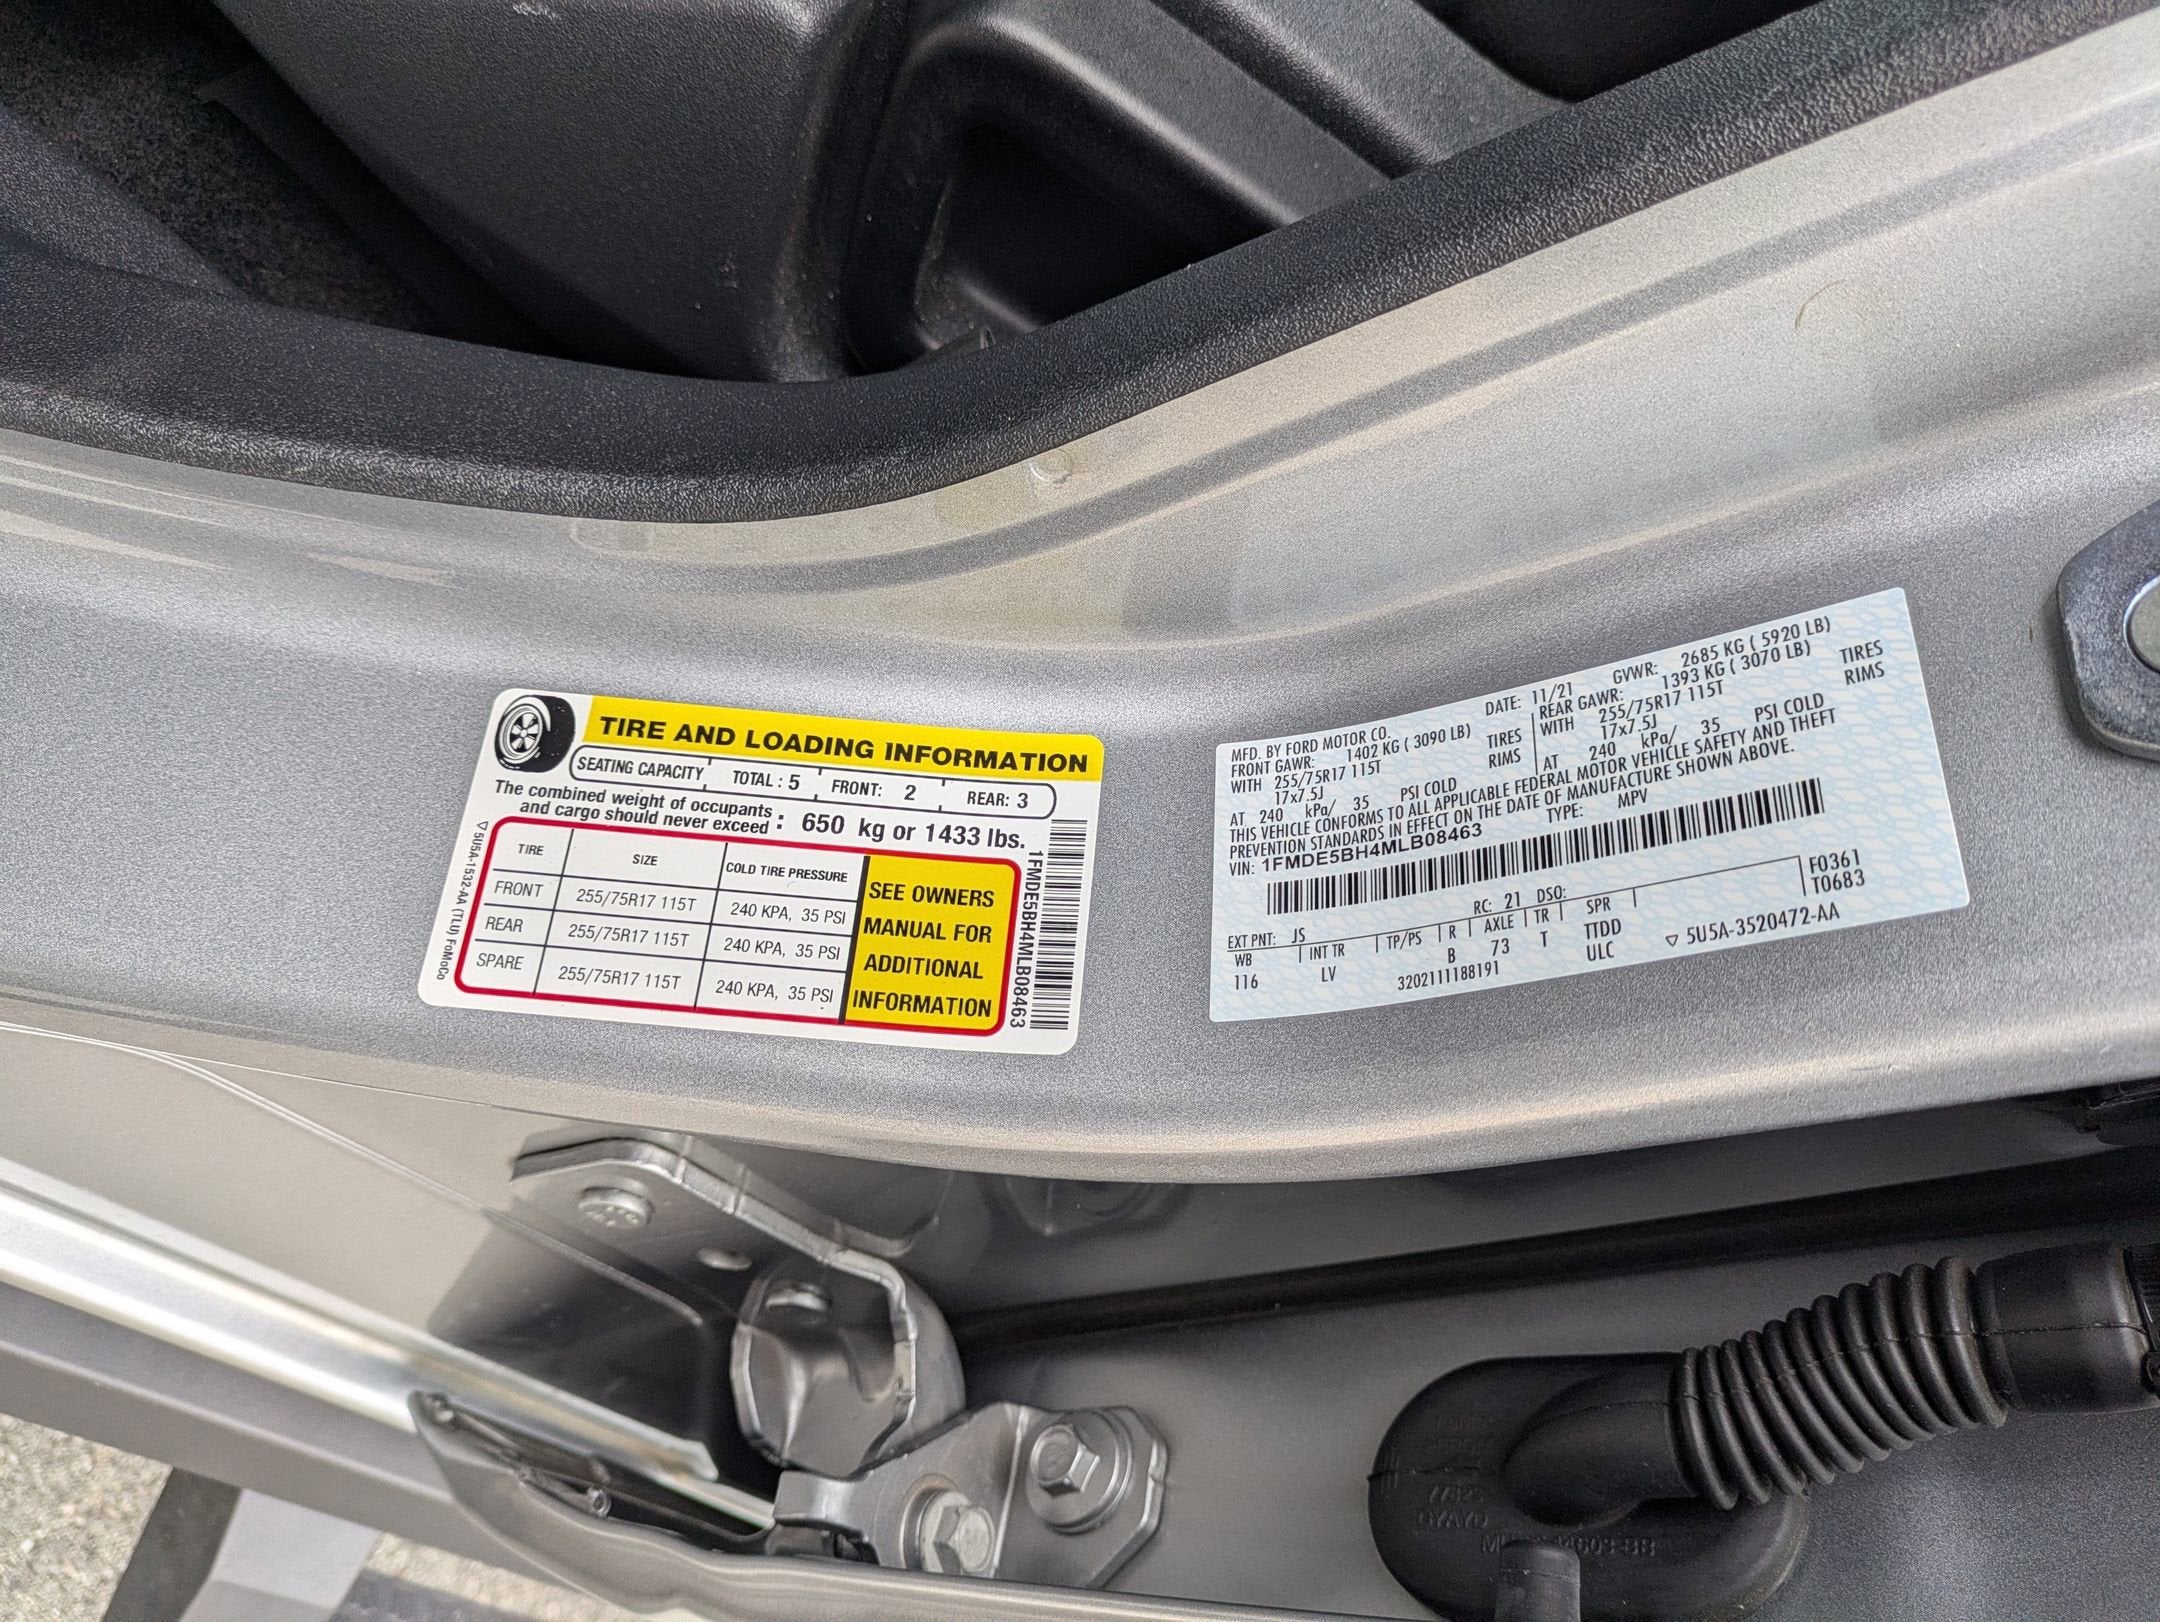 TIRE AND LOADING INFORMATION
SEATING CAPACITY TOTAL : 5 FRONT: 2 REAR: 3
The combined weight of occupants
and cargo should never exceed : 650 kg or 1433 lbs.
TIRE SIZE COLD TIRE PRESSURE
FRONT 255/75R17 115T 240 KPA, 35 PSI
REAR 255/75R17 115T 240 KPA, 35 PSI
SPARE 255/75R17 115T 240 KPA, 35 PSI
SEE OWNERS
MANUAL FOR
ADDITIONAL
INFORMATION
5U5A-1532-AA (TLU) FoMoCo
1FMDE5BH4MLB08463
MFD. BY FORD MOTOR CO. DATE: 11/21 GVWR: 2685 KG ( 5920 LB)
FRONT GAWR: 1402 KG ( 3090 LB) REAR GAWR: 1393 KG ( 3070 LB)
WITH 255/75R17 115T TIRES WITH 255/75R17 115T TIRES
17x7.5J RIMS 17x7.5J RIMS
AT 240 kPa/ 35 PSI COLD AT 240 kPa/ 35 PSI COLD
THIS VEHICLE CONFORMS TO ALL APPLICABLE FEDERAL MOTOR VEHICLE SAFETY AND THEFT
PREVENTION STANDARDS IN EFFECT ON THE DATE OF MANUFACTURE SHOWN ABOVE.
VIN: 1FMDE5BH4MLB08463 TYPE: MPV
F0361
T0683
EXT PNT: JS RC: 21 DSO:
WB INT TR TP/PS R AXLE TR SPR
116 LV B 73 T TTDD
3202111188191 ULC 5U5A-3520472-AA